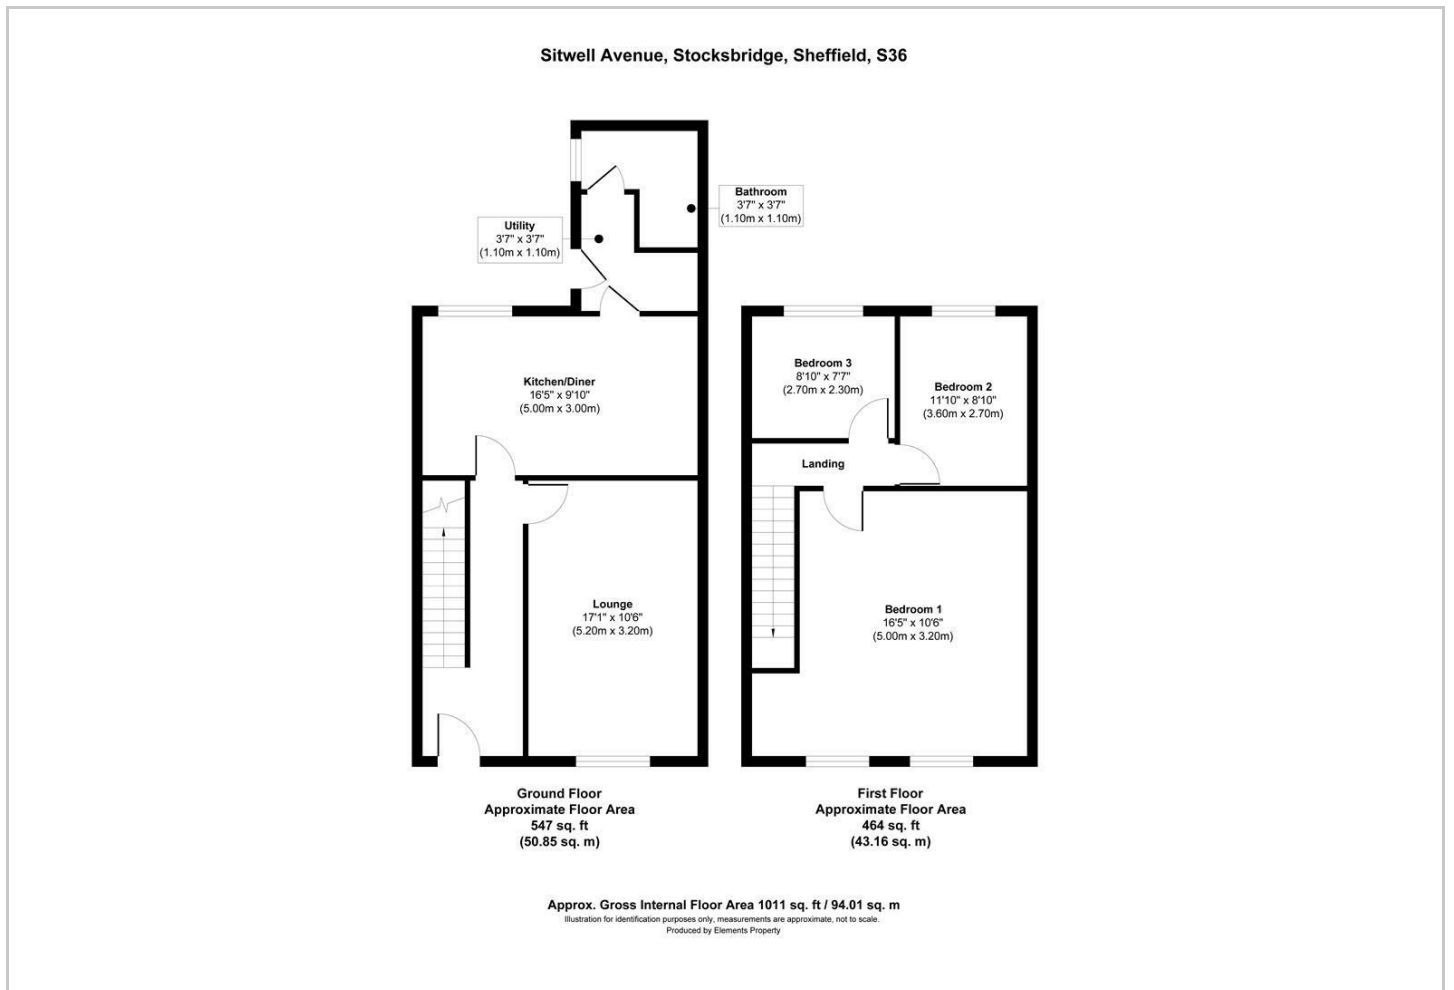 Sitwell Avenue, Stocksbridge, Sheffield, S36
Bathroom
3'7" x 3'7"
(1.10m x 1.10m)
Utility
3'7" x 3'7"
(1.10m x 1.10m)
Kitchen/Diner
16'5" x 9'10"
(5.00m x 3.00m)
Lounge
17'1" x 10'6"
(5.20m x 3.20m)
Ground Floor
Approximate Floor Area
547 sq. ft
(50.85 sq. m)
Bedroom 3
8'10" x 7'7"
(2.70m x 2.30m)
Bedroom 2
11'10" x 8'10"
(3.60m x 2.70m)
Landing
Bedroom 1
16'5" x 10'6"
(5.00m x 3.20m)
First Floor
Approximate Floor Area
464 sq. ft
(43.16 sq. m)
Approx. Gross Internal Floor Area 1011 sq. ft / 94.01 sq. m
Illustration for identification purposes only, measurements are approximate, not to scale.
Produced by Elements Property